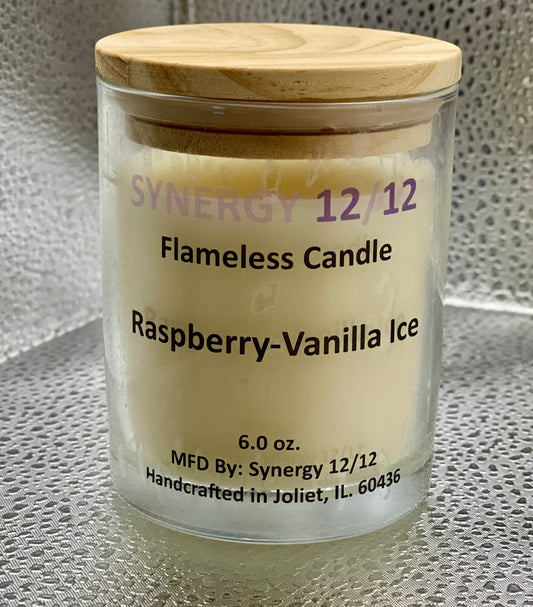 SYNERGY 12/12
Flameless Candle
Raspberry-Vanilla Ice
6.0 oz.
MFD By: Synergy 12/12
Handcrafted in Joliet, IL. 60436